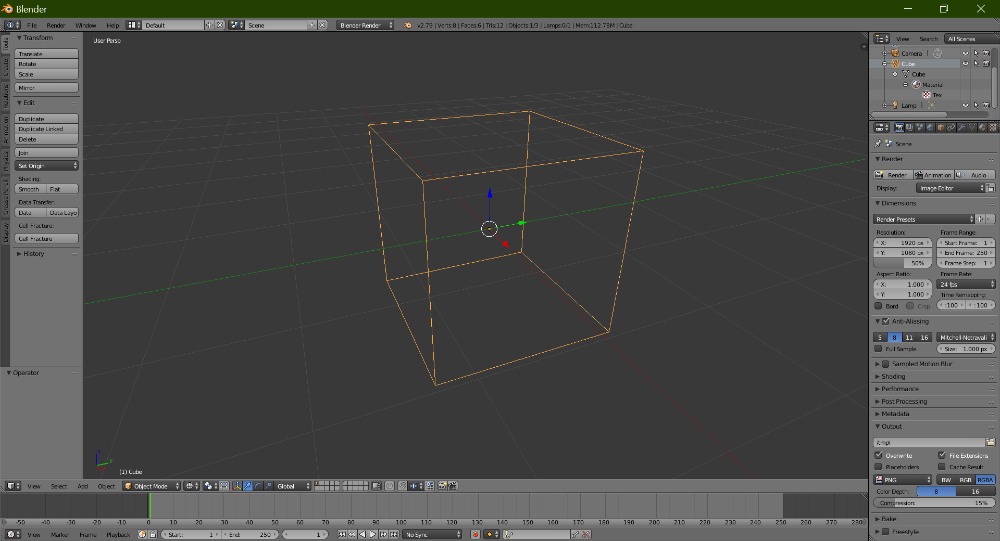 Blender
File Render Window Help Default Scene Blender Render v2.79 | Verts:8 | Faces:6 | Tris:12 | Objects:1/3 | Lamps:0/1 | Mem:112.78M | Cube
Tools
Create
Relations
Animation
Physics
Grease Pencil
Display
Transform
Translate
Rotate
Scale
Mirror
Edit
Duplicate
Duplicate Linked
Delete
Join
Set Origin
Shading:
Smooth Flat
Data Transfer:
Data Data Layo
Cell Fracture:
Cell Fracture
History
Operator
User Persp
z
y
x
(1) Cube
View Select Add Object Object Mode Global
-50 -40 -30 -20 -10 0 10 20 30 40 50 60 70 80 90 100 110 120 130 140 150 160 170 180 190 200 210 220 230 240 250 260 270 280
View Marker Frame Playback Start: 1 End: 250 1 No Sync
View Search All Scenes
Camera
Cube
Cube
Material
Tex
Lamp
Scene
Render
Render Animation Audio
Display: Image Editor
Dimensions
Render Presets
Resolution: Frame Range:
X: 1920 px Start Frame: 1
Y: 1080 px End Frame: 250
50% Frame Step: 1
Aspect Ratio: Frame Rate:
X: 1.000 24 fps
Y: 1.000 Time Remapping:
Bord Crop :100 :100
Anti-Aliasing
5 8 11 16 Mitchell-Netravali
Full Sample Size: 1.000 px
Sampled Motion Blur
Shading
Performance
Post Processing
Metadata
Output
/tmp\
Overwrite File Extensions
Placeholders Cache Result
PNG BW RGB RGBA
Color Depth: 8 16
Compression: 15%
Bake
Freestyle